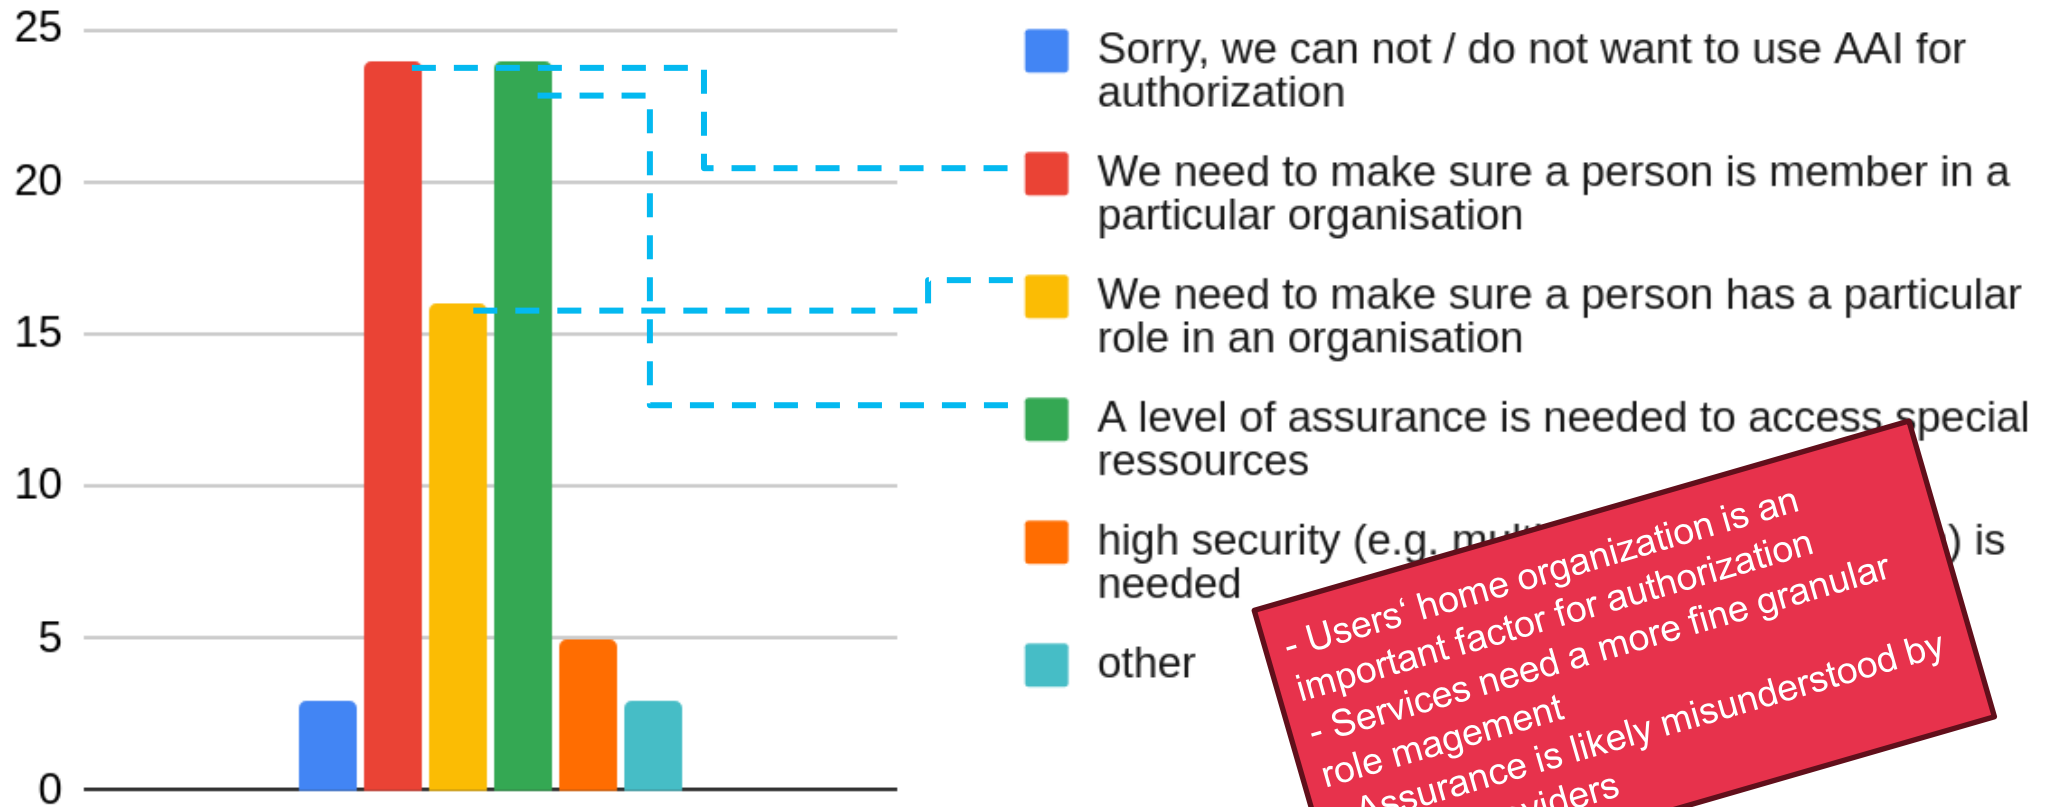 25
20
15
10
5
0
Sorry, we can not / do not want to use AAI for
authorization
We need to make sure a person is member in a
particular organisation
We need to make sure a person has a particular
role in an organisation
A level of assurance is needed to access special
ressources
high security (e.g. ) is
needed
other
- Users‘ home organization is an
important factor for authorization
- Services need a more fine granular
role magement
Assurance is likely misunderstood by